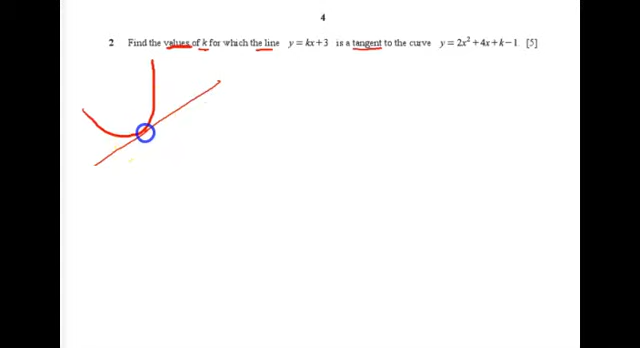 4
2 Find the values of k for which the line y = kx + 3 is a tangent to the curve y = 2x² + 4x + k − 1. [5]